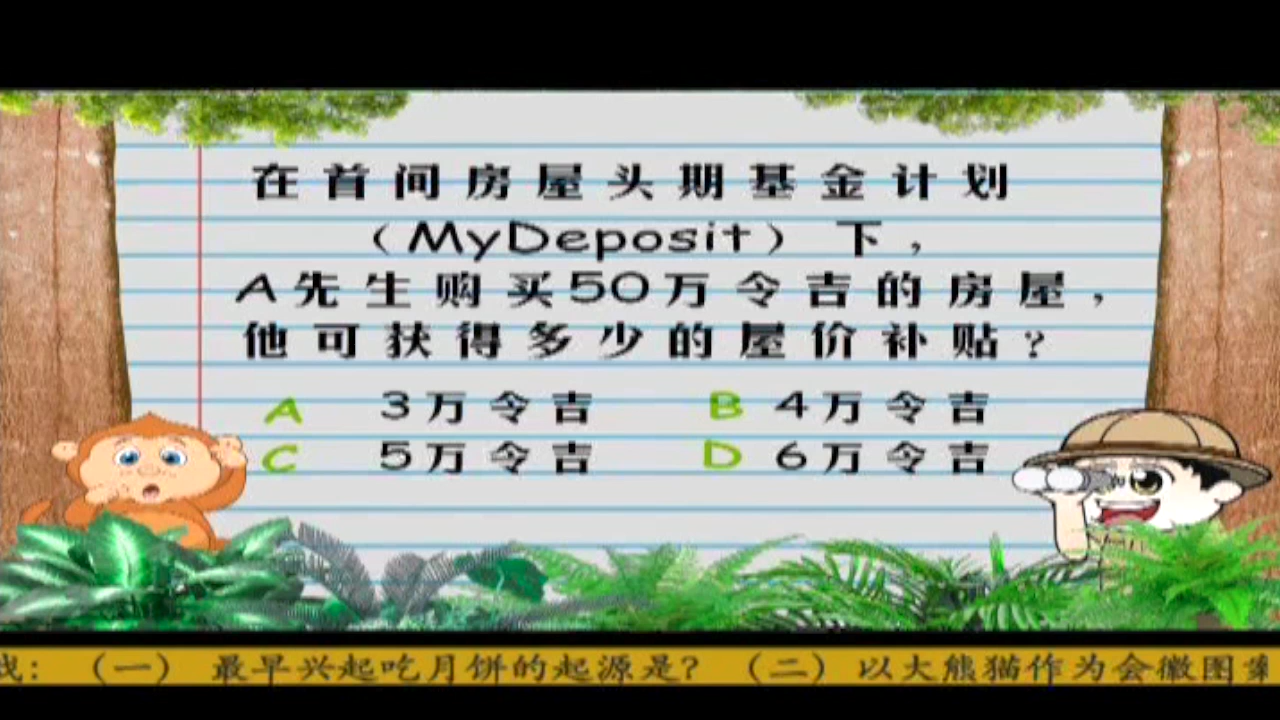 在首间房屋头期基金计划
（MyDeposit）下，
A先生购买50万令吉的房屋，
他可获得多少的屋价补贴？
A 3万令吉 B 4万令吉
C 5万令吉 D 6万令吉
：（一）最早兴起吃月饼的起源是？（二）以大熊猫作为会徽图